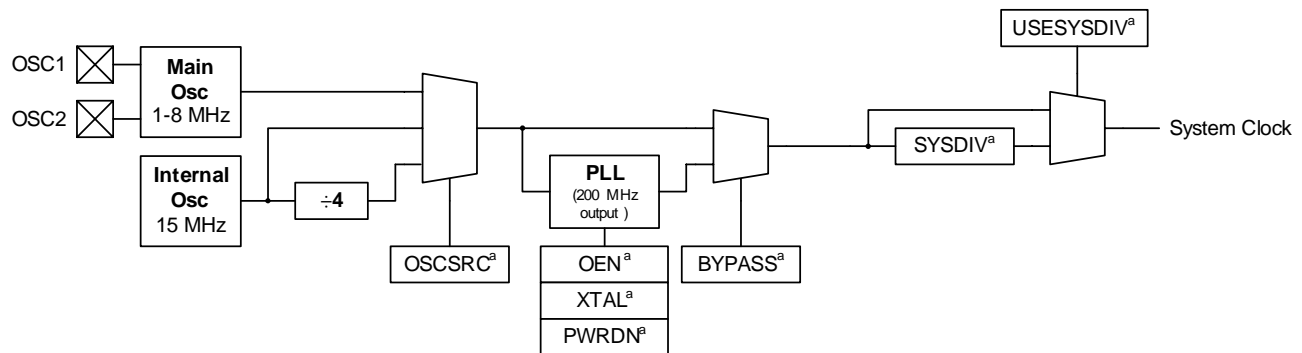 USESYSDIVᵃ
OSC1
OSC2
Main
Osc
1-8 MHz
Internal
Osc
15 MHz
÷4
OSCSRCᵃ
PLL
(200 MHz
output )
OENᵃ
XTALᵃ
PWRDNᵃ
BYPASSᵃ
SYSDIVᵃ
System Clock